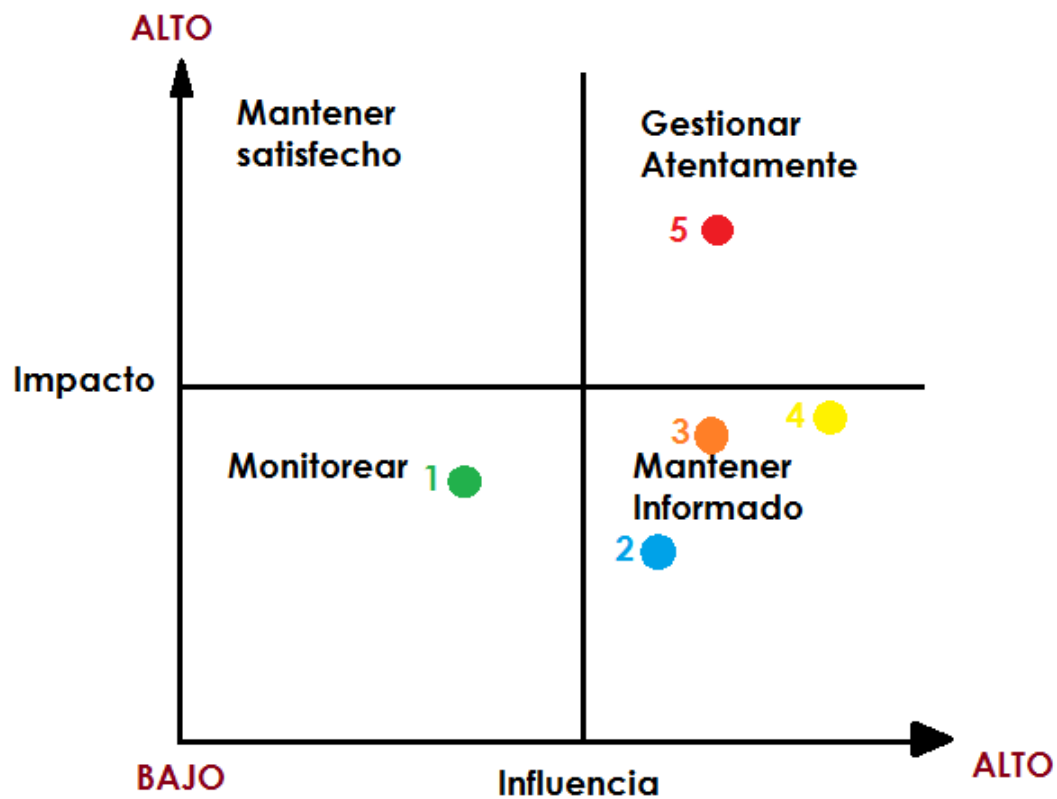 ALTO
Mantener
satisfecho
Gestionar
Atentamente
5
Impacto
4
3
Monitorear
1
Mantener
Informado
2
BAJO
Influencia
ALTO